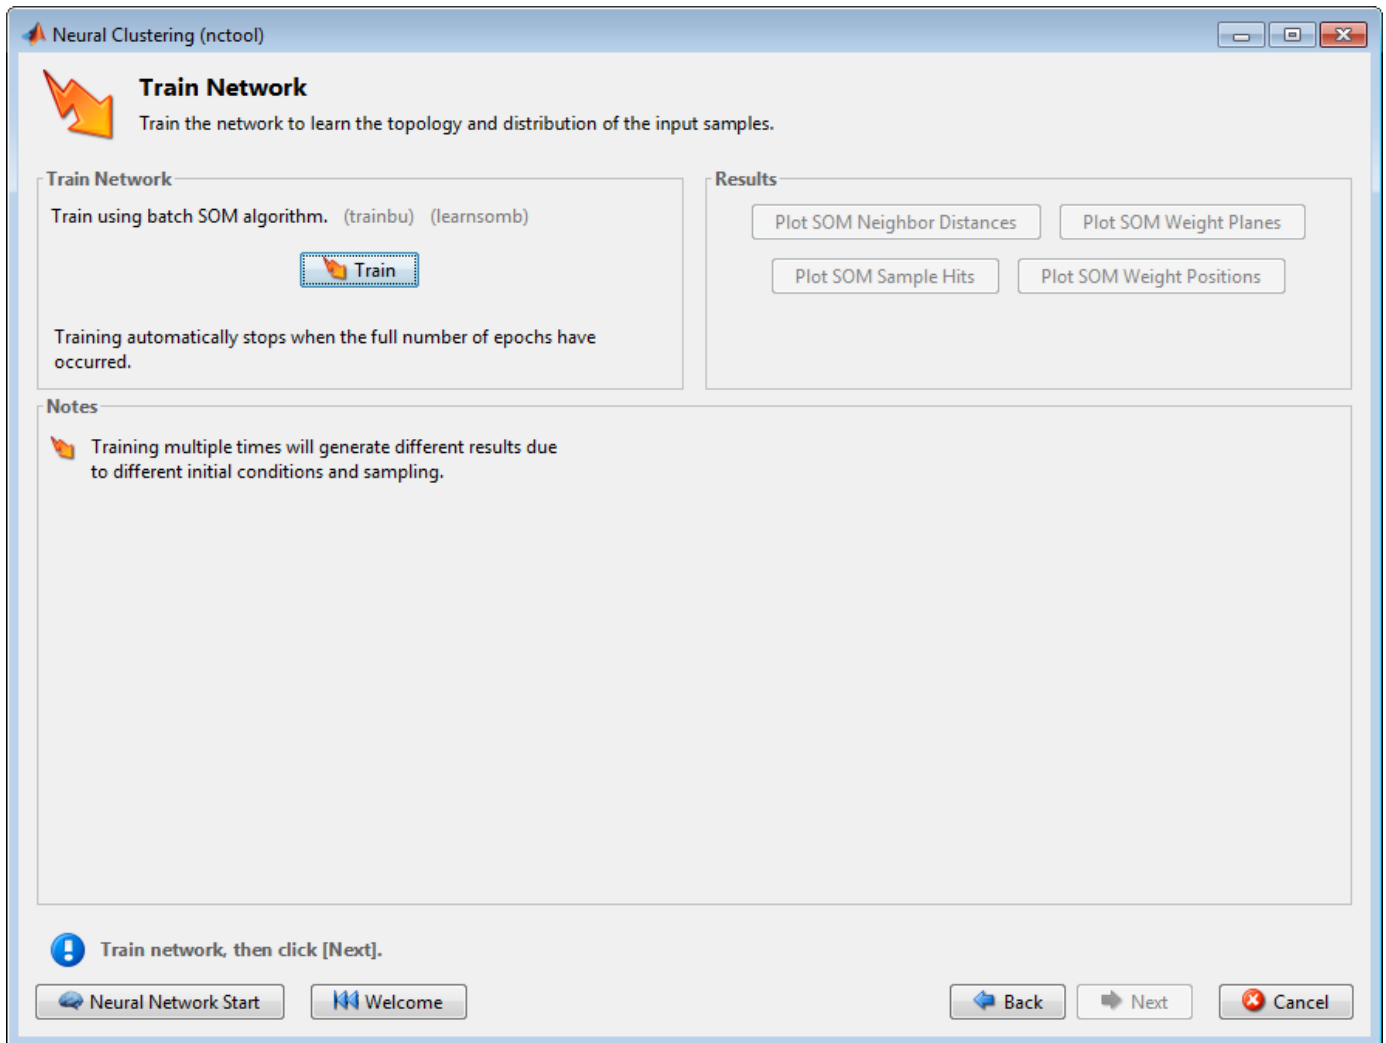 Neural Clustering (nctool)
Train Network
Train the network to learn the topology and distribution of the input samples.
Train Network
Train using batch SOM algorithm. (trainbu) (learnsomb)
Train
Training automatically stops when the full number of epochs have
occurred.
Results
Plot SOM Neighbor Distances Plot SOM Weight Planes
Plot SOM Sample Hits Plot SOM Weight Positions
Notes
Training multiple times will generate different results due
to different initial conditions and sampling.
Train network, then click [Next].
Neural Network Start Welcome Back Next Cancel